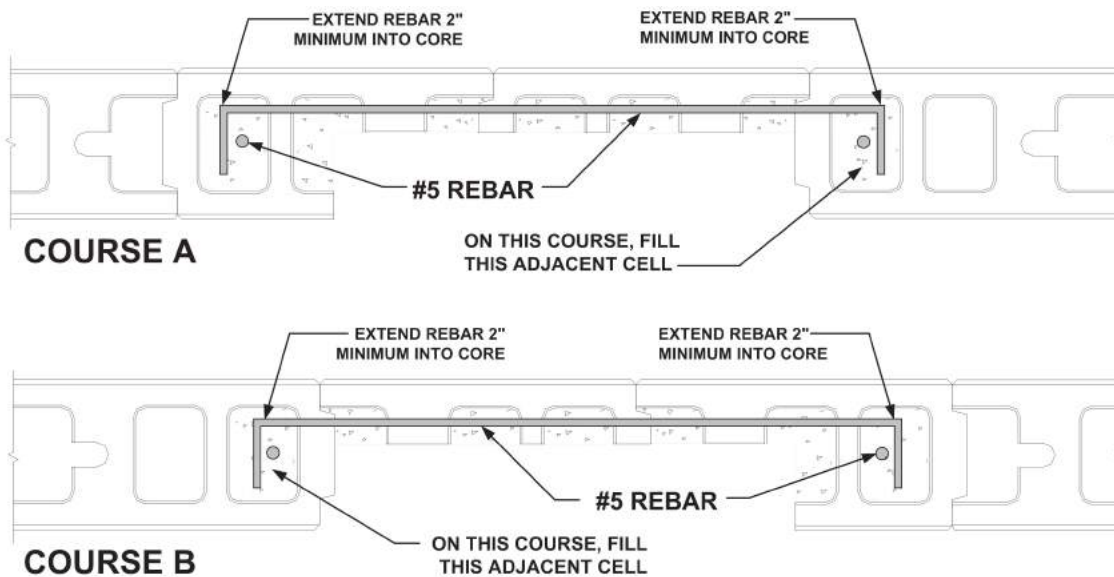 EXTEND REBAR 2"
MINIMUM INTO CORE
EXTEND REBAR 2"
MINIMUM INTO CORE
#5 REBAR
ON THIS COURSE, FILL
THIS ADJACENT CELL
COURSE A
EXTEND REBAR 2"
MINIMUM INTO CORE
EXTEND REBAR 2"
MINIMUM INTO CORE
#5 REBAR
ON THIS COURSE, FILL
THIS ADJACENT CELL
COURSE B